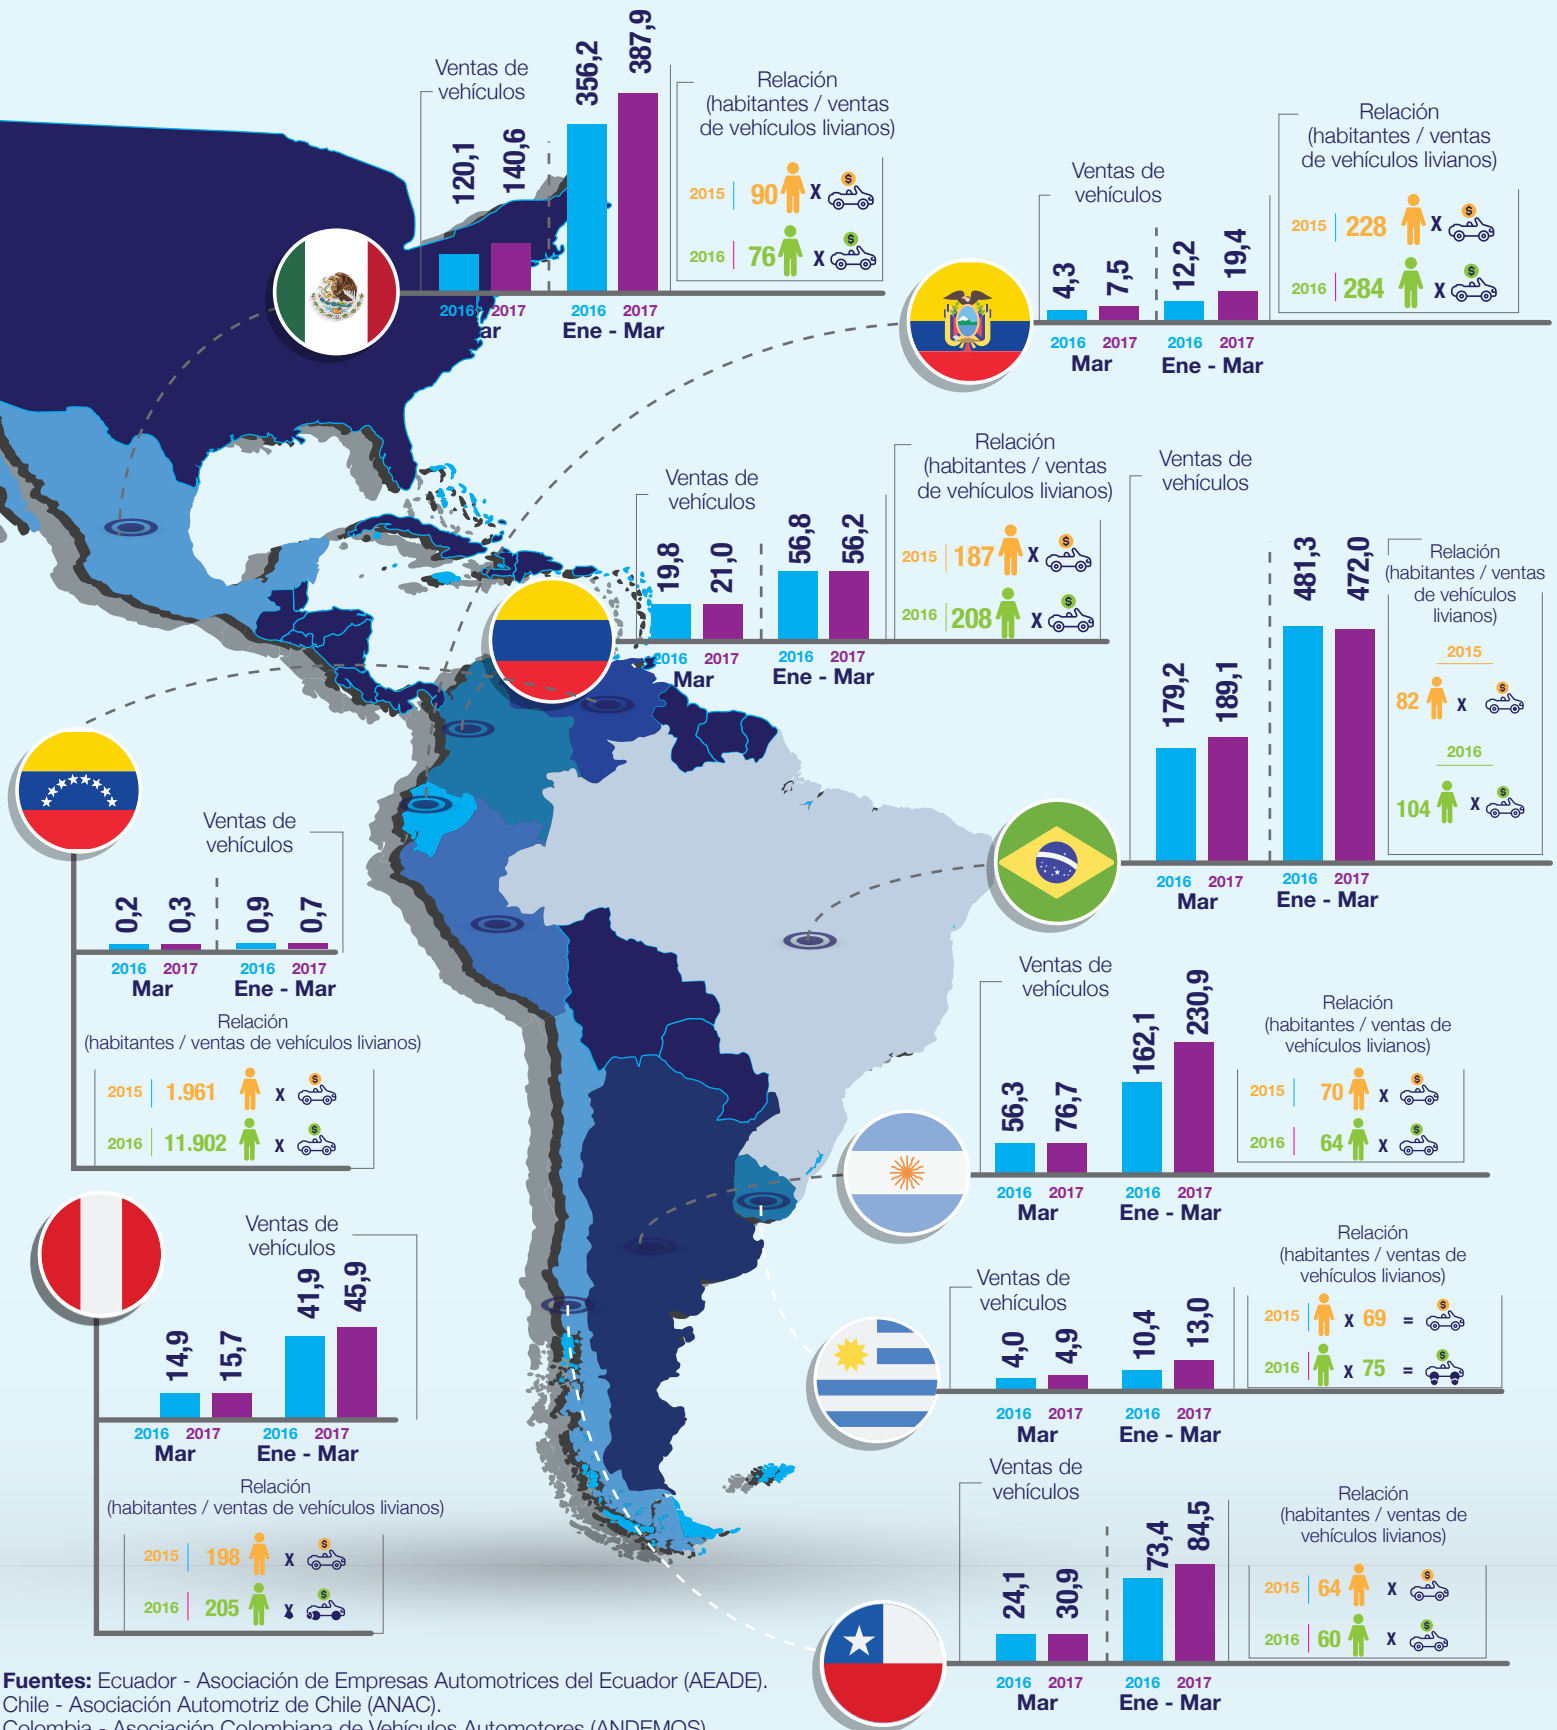 Ventas de
vehículos
120,1
140,6
356,2
387,9
2016
2017
ar
2016
2017
Ene - Mar
Relación
(habitantes / ventas
de vehículos livianos)
2015
90
X
$
2016
76
X
$
Ventas de
vehículos
4,3
7,5
12,2
19,4
2016
2017
Mar
2016
2017
Ene - Mar
Relación
(habitantes / ventas
de vehículos livianos)
2015
228
X
$
2016
284
X
$
Ventas de
vehículos
19,8
21,0
56,8
56,2
2016
2017
Mar
2016
2017
Ene - Mar
Relación
(habitantes / ventas
de vehículos livianos)
2015
187
X
$
2016
208
X
$
Ventas de
vehículos
179,2
189,1
481,3
472,0
2016
2017
Mar
2016
2017
Ene - Mar
Relación
(habitantes / ventas
de vehículos
livianos)
2015
82
X
$
2016
104
X
$
Ventas de
vehículos
0,2
0,3
0,9
0,7
2016
2017
Mar
2016
2017
Ene - Mar
Relación
(habitantes / ventas de vehículos livianos)
2015
1.961
X
$
2016
11.902
X
$
Ventas de
vehículos
56,3
76,7
162,1
230,9
2016
2017
Mar
2016
2017
Ene - Mar
Relación
(habitantes / ventas de
vehículos livianos)
2015
70
X
$
2016
64
X
$
Ventas de
vehículos
14,9
15,7
41,9
45,9
2016
2017
Mar
2016
2017
Ene - Mar
Relación
(habitantes / ventas de vehículos livianos)
2015
198
X
$
2016
205
X
$
Ventas de
vehículos
4,0
4,9
10,4
13,0
2016
2017
Mar
2016
2017
Ene - Mar
Relación
(habitantes / ventas de
vehículos livianos)
2015
X 69 =
$
2016
X 75 =
$
Ventas de
vehículos
24,1
30,9
73,4
84,5
2016
2017
Mar
2016
2017
Ene - Mar
Relación
(habitantes / ventas de
vehículos livianos)
2015
64
X
$
2016
60
X
$
Fuentes: Ecuador - Asociación de Empresas Automotrices del Ecuador (AEADE).
Chile - Asociación Automotriz de Chile (ANAC).
Colombia - Asociación Colombiana de Vehículos Automotores (ANDEMOS)